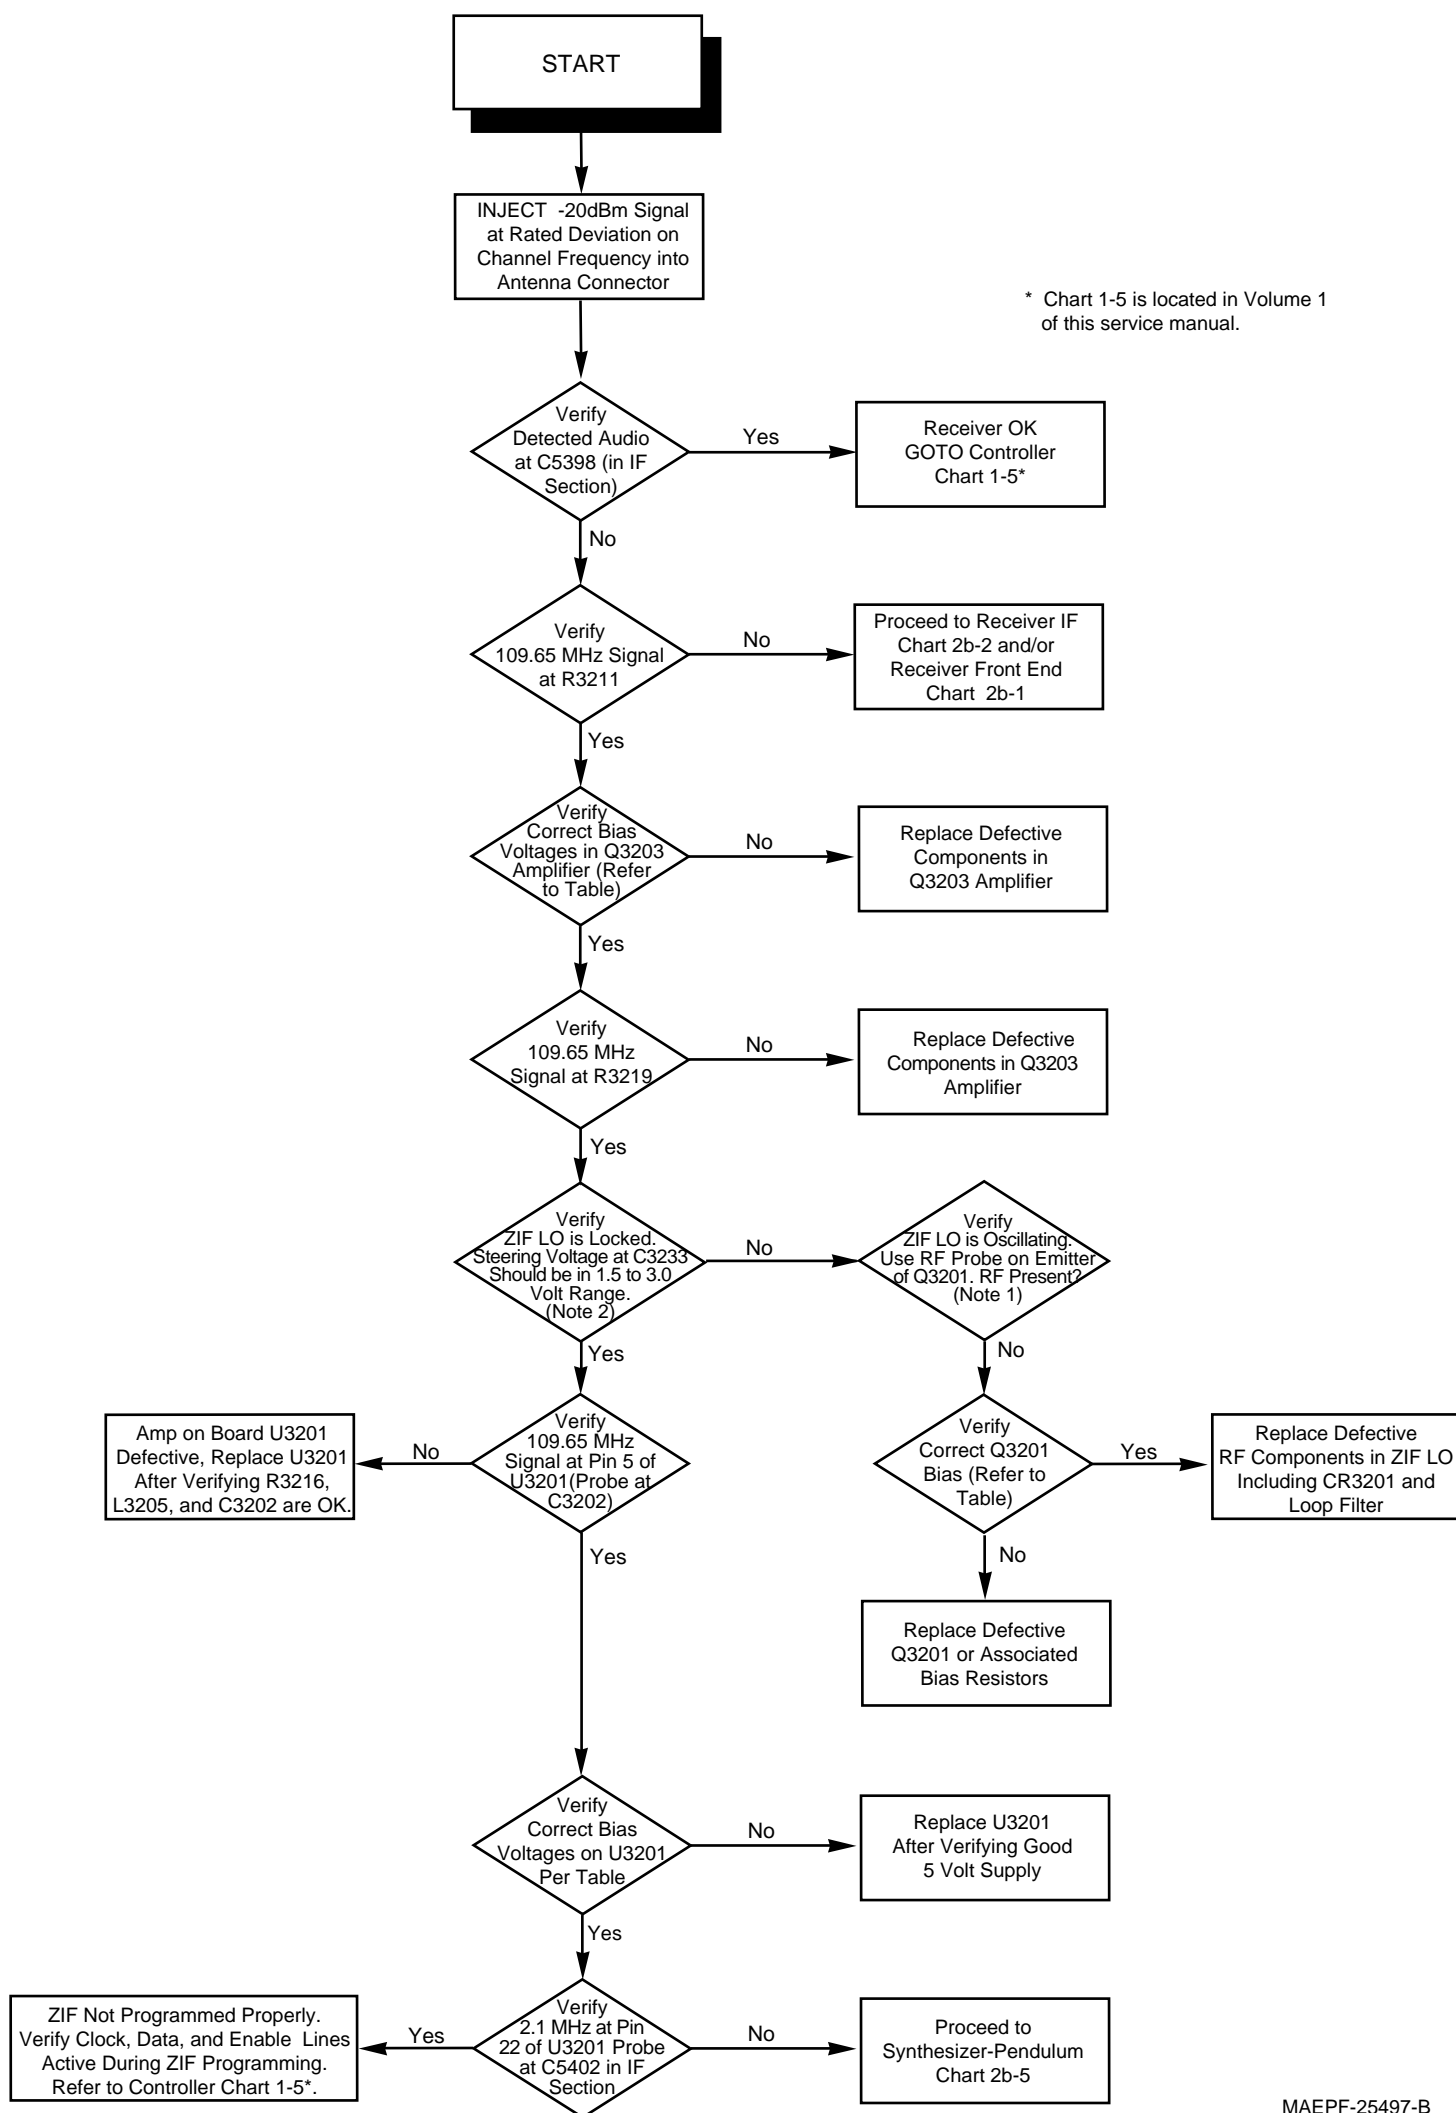 START
INJECT -20dBm Signal
at Rated Deviation on
Channel Frequency into
Antenna Connector
* Chart 1-5 is located in Volume 1
of this service manual.
Verify
Detected Audio
at C5398 (in IF
Section)
Yes
Receiver OK
GOTO Controller
Chart 1-5*
No
Verify
109.65 MHz Signal
at R3211
No
Proceed to Receiver IF
Chart 2b-2 and/or
Receiver Front End
Chart 2b-1
Yes
Verify
Correct Bias
Voltages in Q3203
Amplifier (Refer
to Table)
No
Replace Defective
Components in
Q3203 Amplifier
Yes
Verify
109.65 MHz
Signal at R3219
No
Replace Defective
Components in Q3203
Amplifier
Yes
Verify
ZIF LO is Locked.
Steering Voltage at C3233
Should be in 1.5 to 3.0
Volt Range.
(Note 2)
No
Verify
ZIF LO is Oscillating.
Use RF Probe on Emitter
of Q3201. RF Present?
(Note 1)
Yes
No
Amp on Board U3201
Defective, Replace U3201
After Verifying R3216,
L3205, and C3202 are OK.
No
Verify
109.65 MHz
Signal at Pin 5 of
U3201(Probe at
C3202)
Verify
Correct Q3201
Bias (Refer to
Table)
Yes
Replace Defective
RF Components in ZIF LO
Including CR3201 and
Loop Filter
Yes
No
Replace Defective
Q3201 or Associated
Bias Resistors
Verify
Correct Bias
Voltages on U3201
Per Table
No
Replace U3201
After Verifying Good
5 Volt Supply
Yes
ZIF Not Programmed Properly.
Verify Clock, Data, and Enable Lines
Active During ZIF Programming.
Refer to Controller Chart 1-5*.
Yes
Verify
2.1 MHz at Pin
22 of U3201 Probe
at C5402 in IF
Section
No
Proceed to
Synthesizer-Pendulum
Chart 2b-5
MAEPF-25497-B